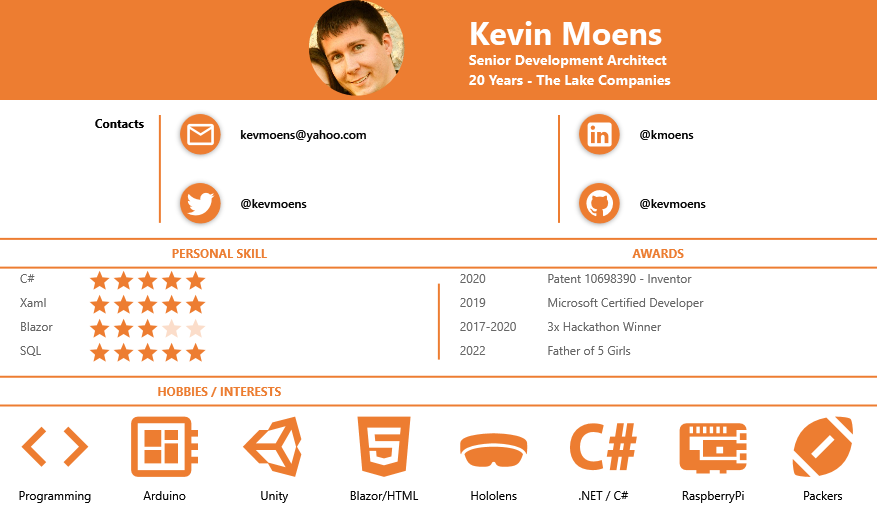 Kevin Moens
Senior Development Architect
20 Years - The Lake Companies
Contacts
kevmoens@yahoo.com
@kmoens
@kevmoens
@kevmoens
PERSONAL SKILL
AWARDS
C#
Xaml
Blazor
SQL
2020 Patent 10698390 - Inventor
2019 Microsoft Certified Developer
2017-2020 3x Hackathon Winner
2022 Father of 5 Girls
HOBBIES / INTERESTS
C#
Programming
Arduino
Unity
Blazor/HTML
Hololens
.NET / C#
RaspberryPi
Packers